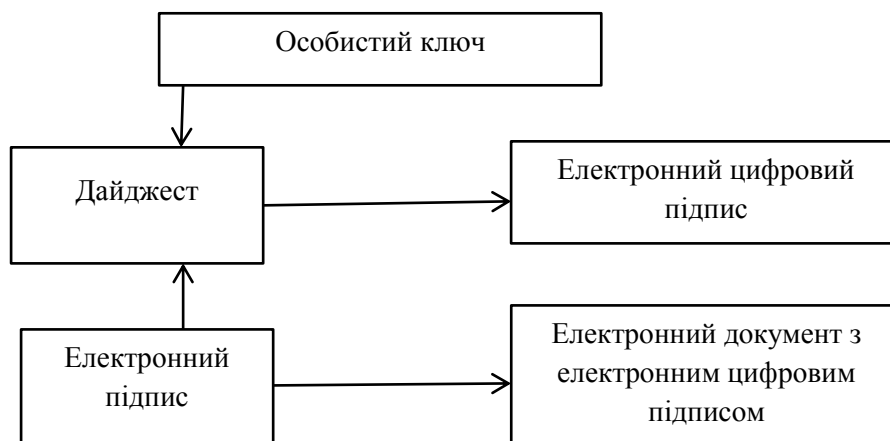 Особистий ключ
Дайджест
Електронний цифровий
підпис
Електронний
підпис
Електронний документ з
електронним цифровим
підписом